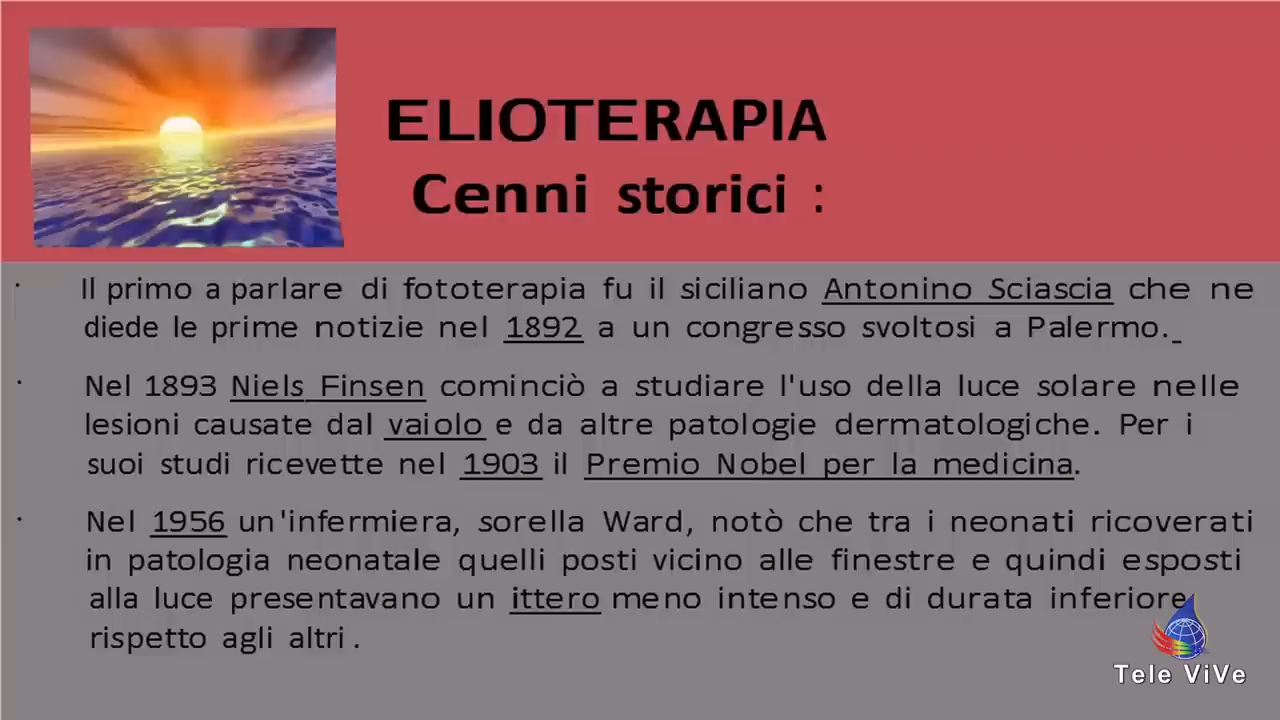 ELIOTERAPIA
Cenni storici :
· Il primo a parlare di fototerapia fu il siciliano Antonino Sciascia che ne
diede le prime notizie nel 1892 a un congresso svoltosi a Palermo.
· Nel 1893 Niels Finsen cominciò a studiare l'uso della luce solare nelle
lesioni causate dal vaiolo e da altre patologie dermatologiche. Per i
suoi studi ricevette nel 1903 il Premio Nobel per la medicina.
· Nel 1956 un'infermiera, sorella Ward, notò che tra i neonati ricoverati
in patologia neonatale quelli posti vicino alle finestre e quindi esposti
alla luce presentavano un ittero meno intenso e di durata inferiore
rispetto agli altri.
Tele ViVe